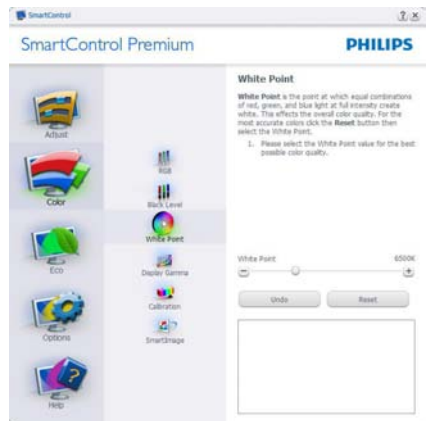 SmartControl
SmartControl Premium
PHILIPS
Adjust
Color
Eco
Options
Help
RGB
Black Level
White Point
Display Gamma
Calibration
SmartImage
White Point
White Point is the point at which equal combinations
of red, green, and blue light at full intensity create
white. This effects the overall color quality. For the
most accurate colors click the Reset button then
select the White Point.
1. Please select the White Point value for the best
possible color quality.
White Point 6500K
Undo Reset